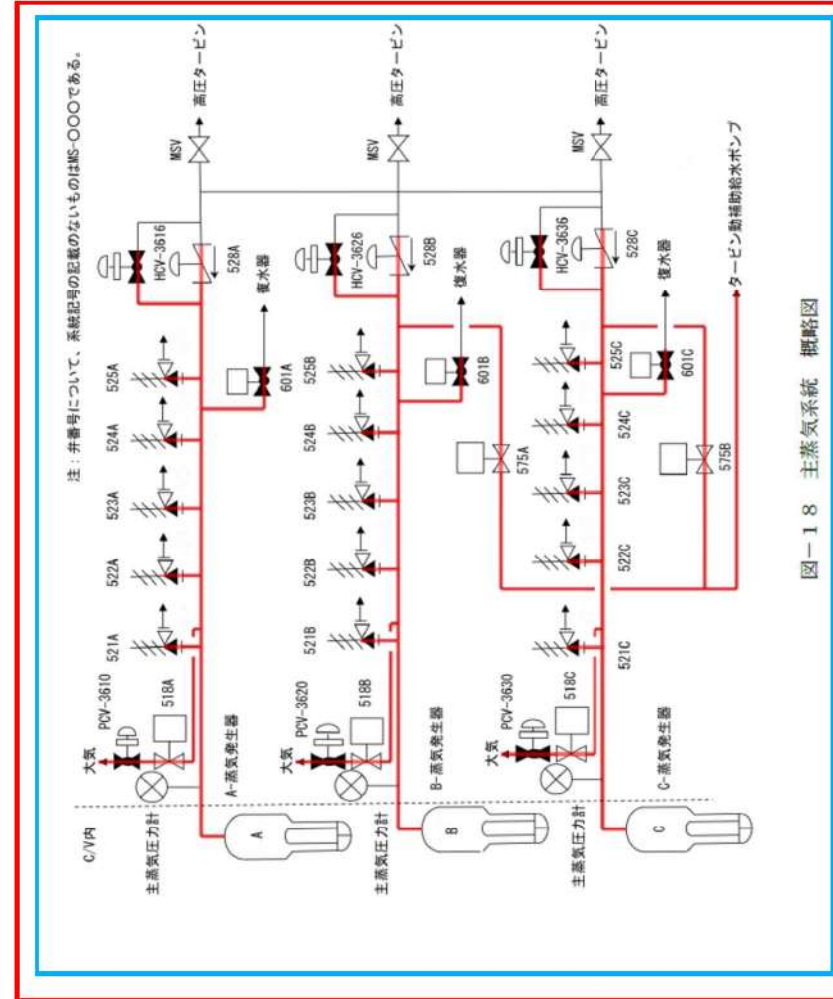 注：弁番号について、系統記号の記載のないものはMS-〇〇〇である。
C/V内
主蒸気圧力計
大気
PCV-3610
518A
521A
522A
523A
524A
525A
HCV-3616
528A
MSV
高圧タービン
601A
復水器
A
A-蒸気発生器
主蒸気圧力計
大気
PCV-3620
518B
521B
522B
523B
524B
525B
HCV-3626
528B
MSV
高圧タービン
601B
復水器
575A
B
B-蒸気発生器
主蒸気圧力計
大気
PCV-3630
518C
521C
522C
523C
524C
525C
HCV-3636
528C
MSV
高圧タービン
601C
復水器
575B
タービン動補助給水ポンプ
C
C-蒸気発生器
図－１８　主蒸気系統　概略図